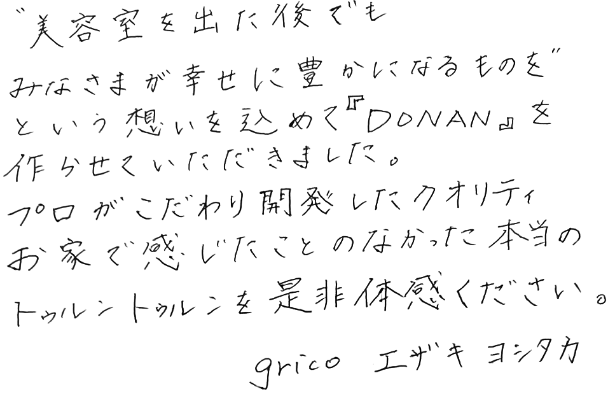 "美容室を出た後でも
みなさまが幸せに豊かになるものを"
という想いを込めて『DONAN』を
作らせていただきました。
プロがこだわり開発したクオリティ
お家で感じたことのなかった本当の
トゥルントゥルンを是非体感ください。
grico エザキ ヨシタカ